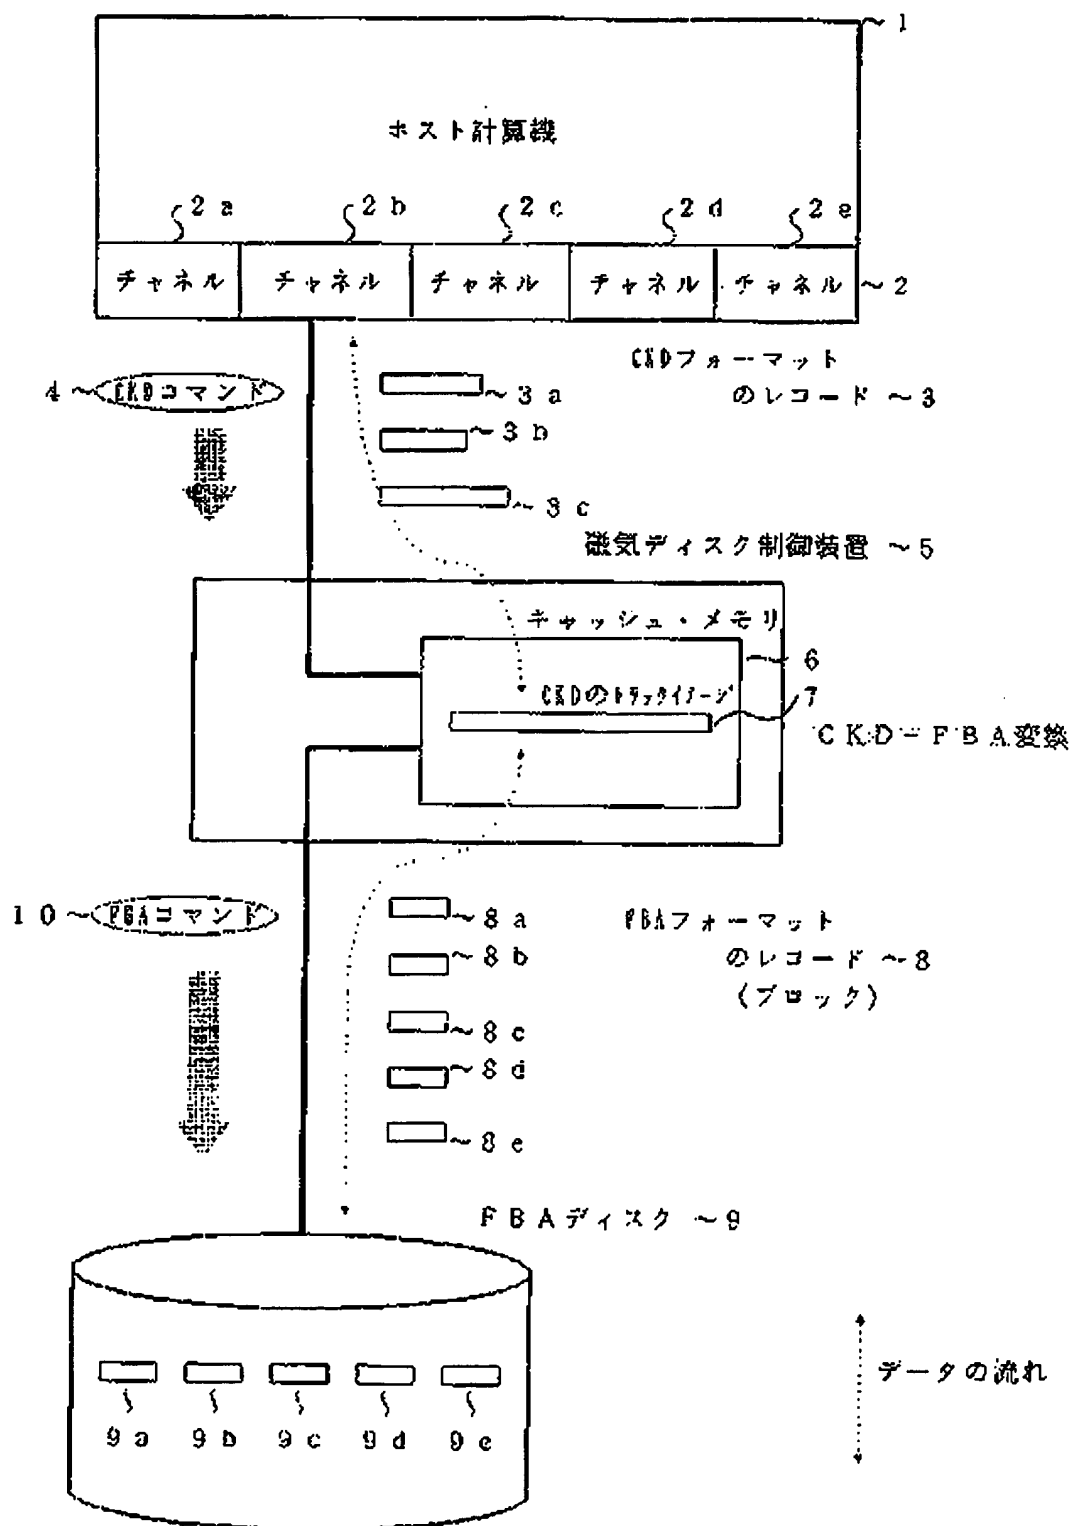 ~1
ホスト計算機
2a 2b 2c 2d 2e
チャネル チャネル チャネル チャネル チャネル ~2
CKDフォーマット
のレコード ~3
4~ CKDコマンド
~3a
~3b
~3c
磁気ディスク制御装置 ~5
キャッシュ・メモリ
6
CKDのトラックイメージ
7
CKD-FBA変換
10~ FBAコマンド
~8a
~8b
~8c
~8d
~8e
FBAフォーマット
のレコード ~8
(ブロック)
FBAディスク ~9
9a 9b 9c 9d 9e
データの流れ